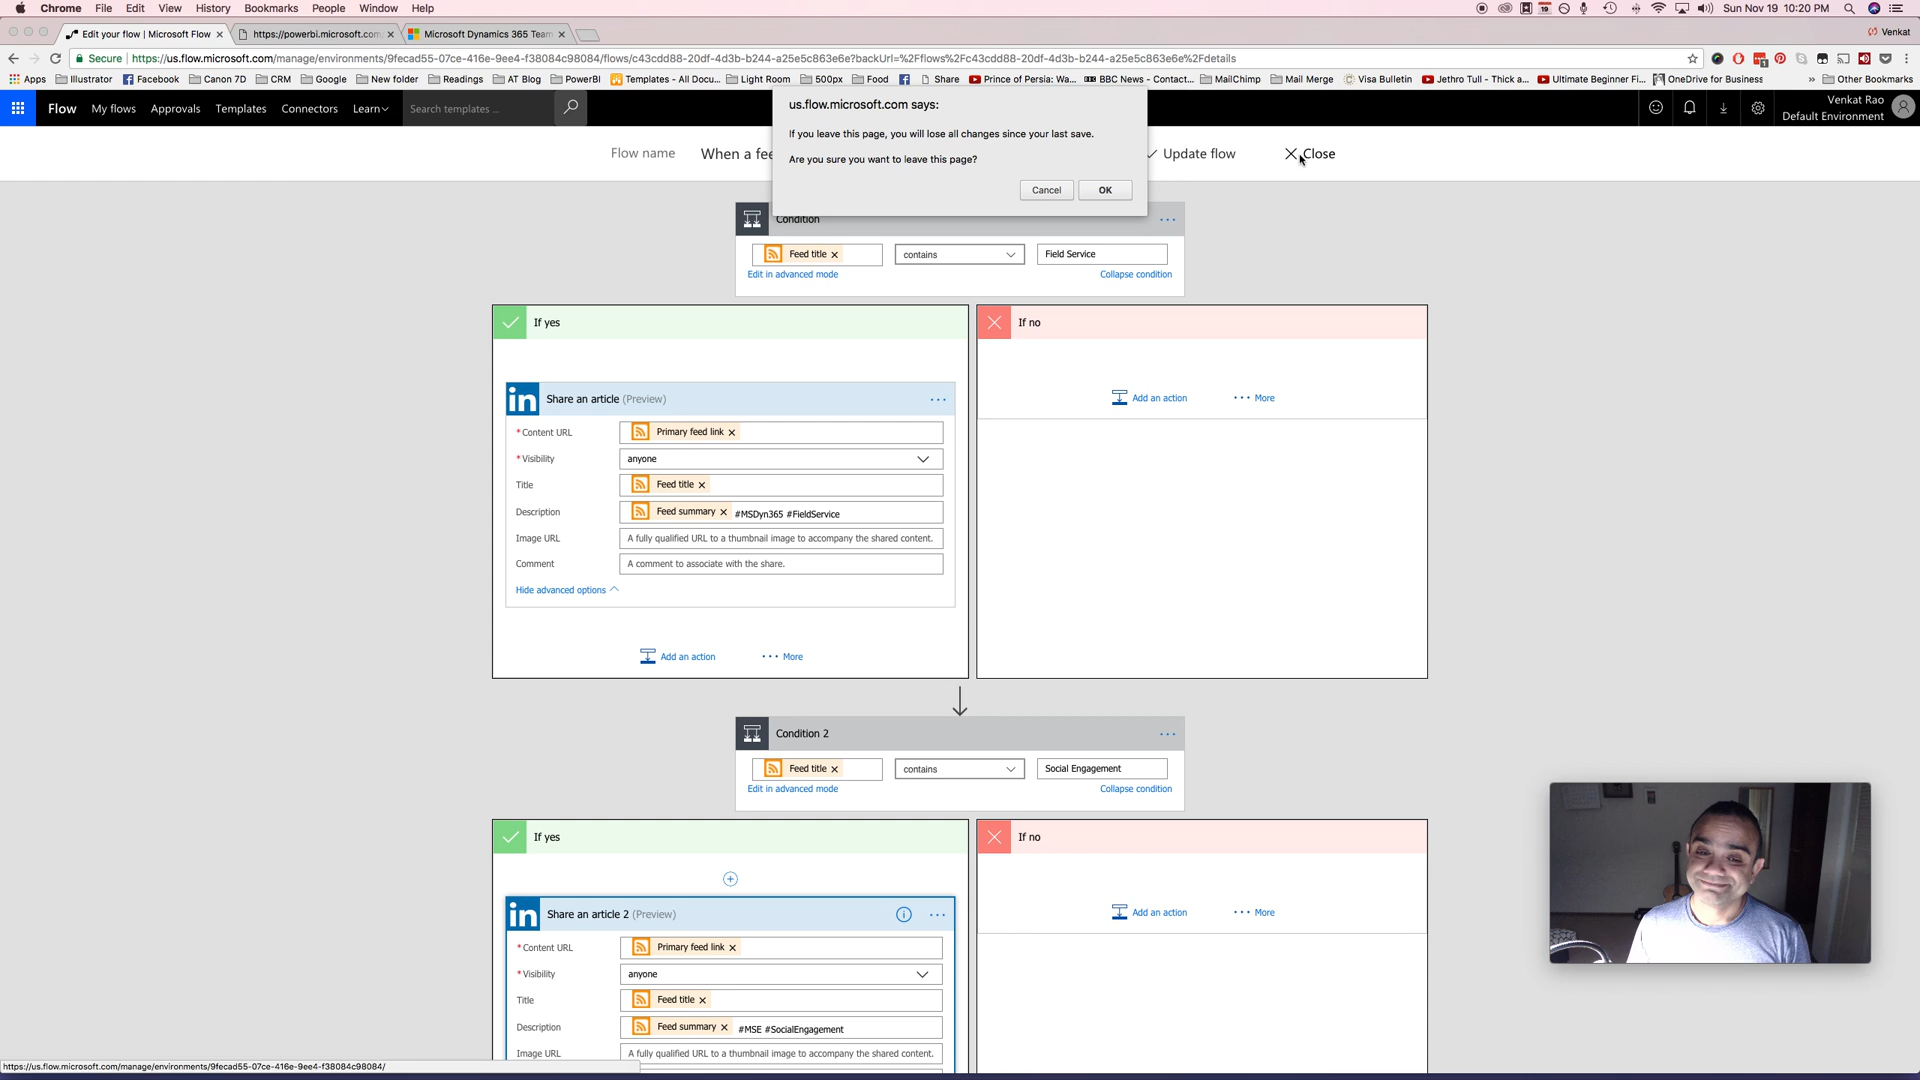 Chrome File Edit View History Bookmarks People Window Help
19
Sun Nov 19 10:20 PM
Edit your flow | Microsoft Flow
https://powerbi.microsoft.com
Microsoft Dynamics 365 Team
Venkat
Secure https://us.flow.microsoft.com/manage/environments/9fecad55-07ce-416e-9ee4-f38084c98084/flows/c43cdd88-20df-4d3b-b244-a25e5c863e6e?backUrl=%2Fflows%2Fc43cdd88-20df-4d3b-b244-a25e5c863e6e%2Fdetails
Apps Illustrator Facebook Canon 7D CRM Google New folder Readings AT Blog PowerBI Templates - All Docu... Light Room 500px Food Share Prince of Persia: Wa... BBC News - Contact... MailChimp Mail Merge Visa Bulletin Jethro Tull - Thick a... Ultimate Beginner Fi... OneDrive for Business » Other Bookmarks
Flow My flows Approvals Templates Connectors Learn Search templates ...
Venkat Rao
Default Environment
us.flow.microsoft.com says:
If you leave this page, you will lose all changes since your last save.
Are you sure you want to leave this page?
Cancel OK
Flow name When a fee
Update flow Close
Condition
Feed title × contains Field Service
Edit in advanced mode Collapse condition
If yes
If no
Share an article (Preview)
Add an action ··· More
*Content URL Primary feed link ×
*Visibility anyone
Title Feed title ×
Description Feed summary × #MSDyn365 #FieldService
Image URL A fully qualified URL to a thumbnail image to accompany the shared content.
Comment A comment to associate with the share.
Hide advanced options
Add an action ··· More
Condition 2
Feed title × contains Social Engagement
Edit in advanced mode Collapse condition
If yes
If no
Share an article 2 (Preview)
Add an action ··· More
*Content URL Primary feed link ×
*Visibility anyone
Title Feed title ×
Description Feed summary × #MSE #SocialEngagement
Image URL A fully qualified URL to a thumbnail image to accompany the shared content.
https://us.flow.microsoft.com/manage/environments/9fecad55-07ce-416e-9ee4-f38084c98084/